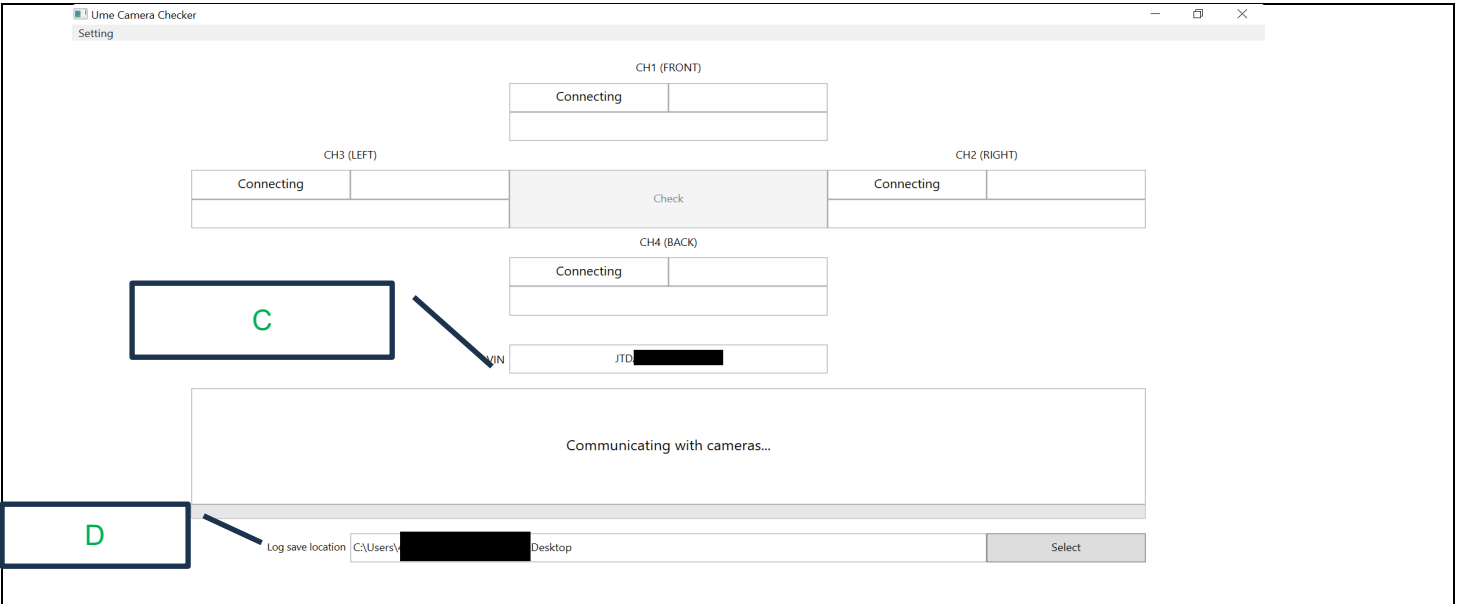 Ume Camera Checker
Setting
CH1 (FRONT)
Connecting
CH3 (LEFT)
CH2 (RIGHT)
Connecting
Check
Connecting
CH4 (BACK)
Connecting
C
VIN JTD
Communicating with cameras...
D
Log save location C:\Users\ Desktop Select